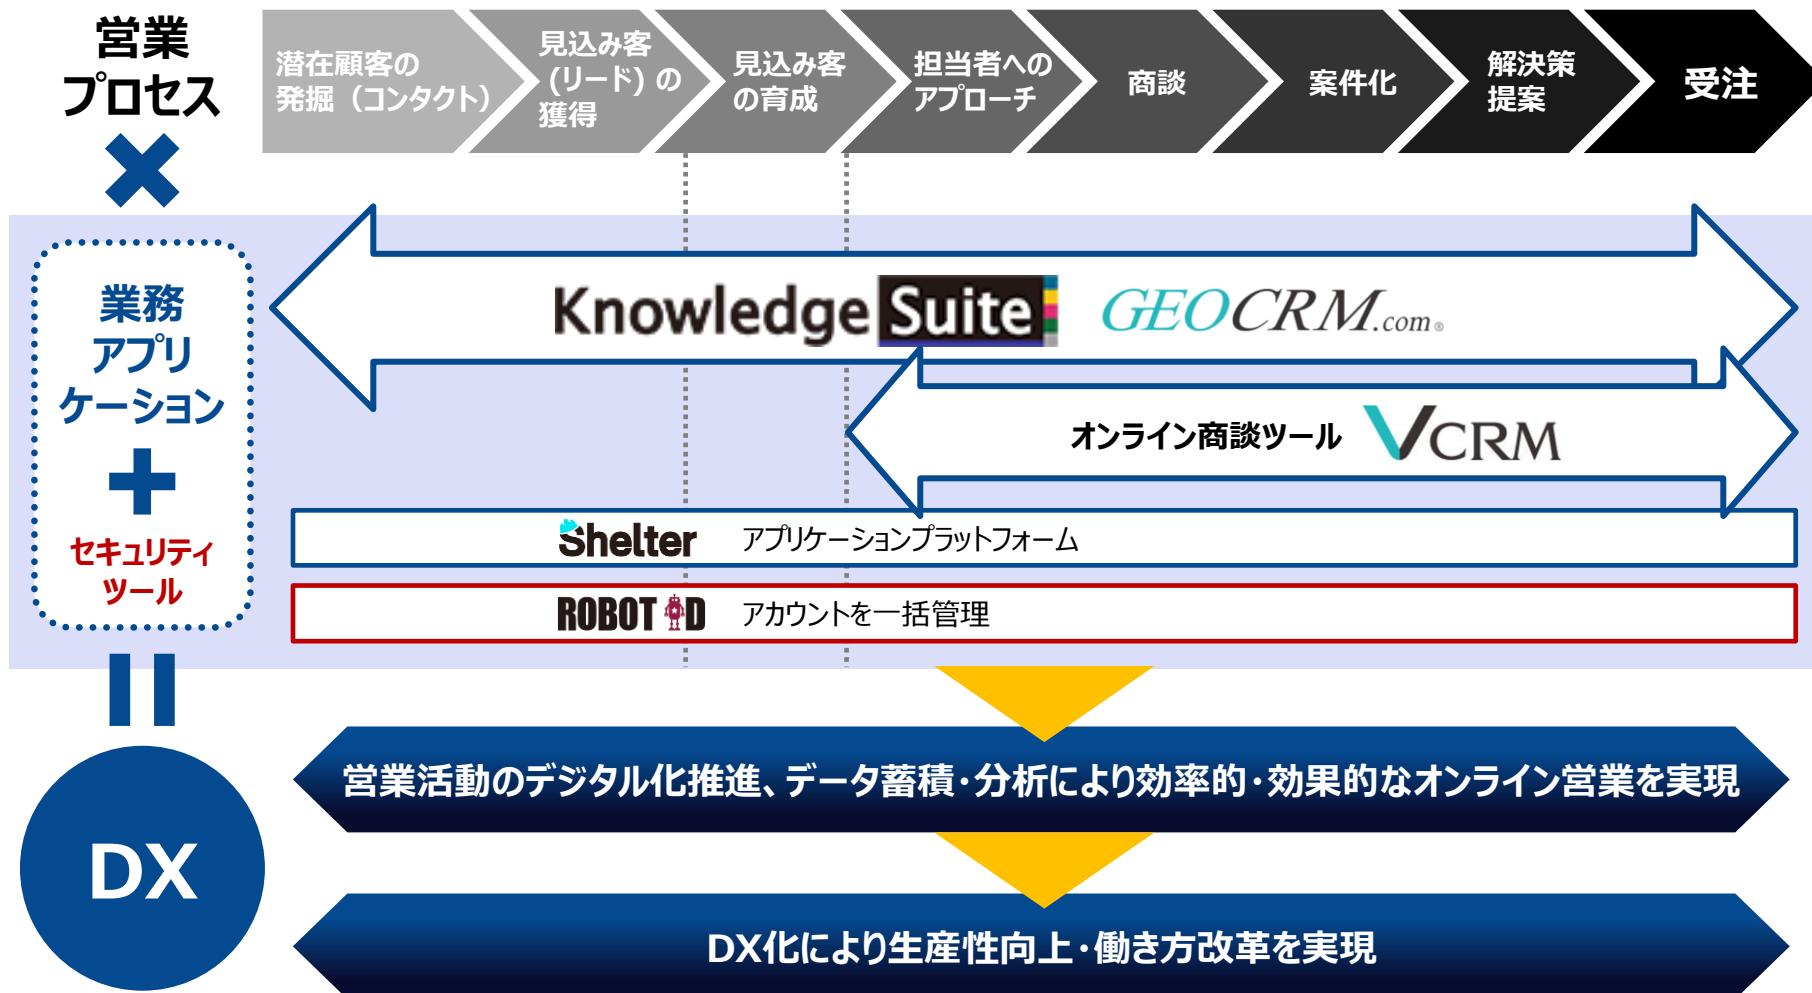 営業
プロセス
潜在顧客の
発掘（コンタクト）
見込み客
(リード) の
獲得
見込み客
の育成
担当者への
アプローチ
商談
案件化
解決策
提案
受注
業務
アプリ
ケーション
セキュリティ
ツール
Knowledge Suite
GEOCRM.com®
オンライン商談ツール VCRM
Shelter アプリケーションプラットフォーム
ROBOT ID アカウントを一括管理
営業活動のデジタル化推進、データ蓄積・分析により効率的・効果的なオンライン営業を実現
DX
DX化により生産性向上・働き方改革を実現